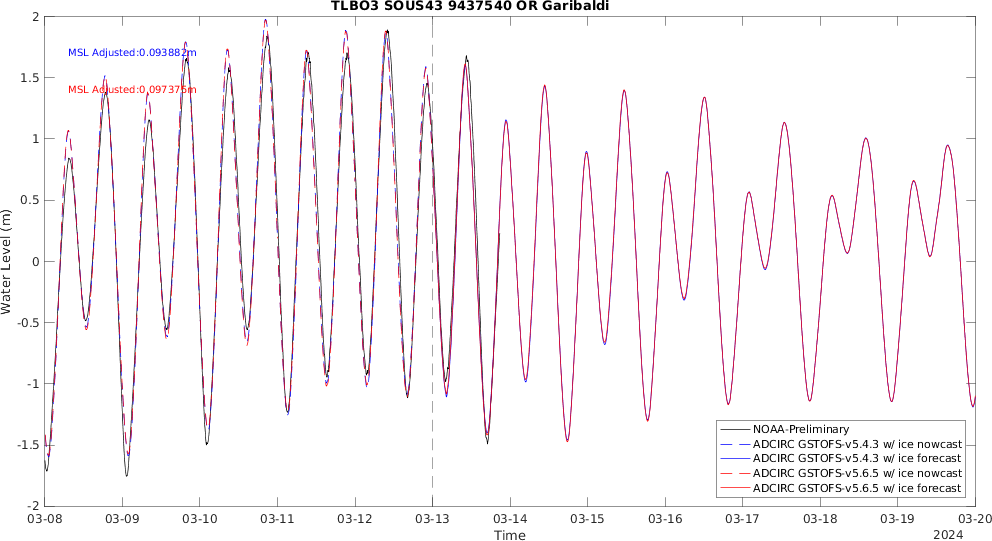 TLBO3 SOUS43 9437540 OR Garibaldi
MSL Adjusted:0.093882m
MSL Adjusted:0.097375m
Water Level (m)
2
1.5
1
0.5
0
-0.5
-1
-1.5
-2
NOAA-Preliminary
ADCIRC GSTOFS-v5.4.3 w/ ice nowcast
ADCIRC GSTOFS-v5.4.3 w/ ice forecast
ADCIRC GSTOFS-v5.6.5 w/ ice nowcast
ADCIRC GSTOFS-v5.6.5 w/ ice forecast
03-08 03-09 03-10 03-11 03-12 03-13 03-14 03-15 03-16 03-17 03-18 03-19 03-20
Time
2024